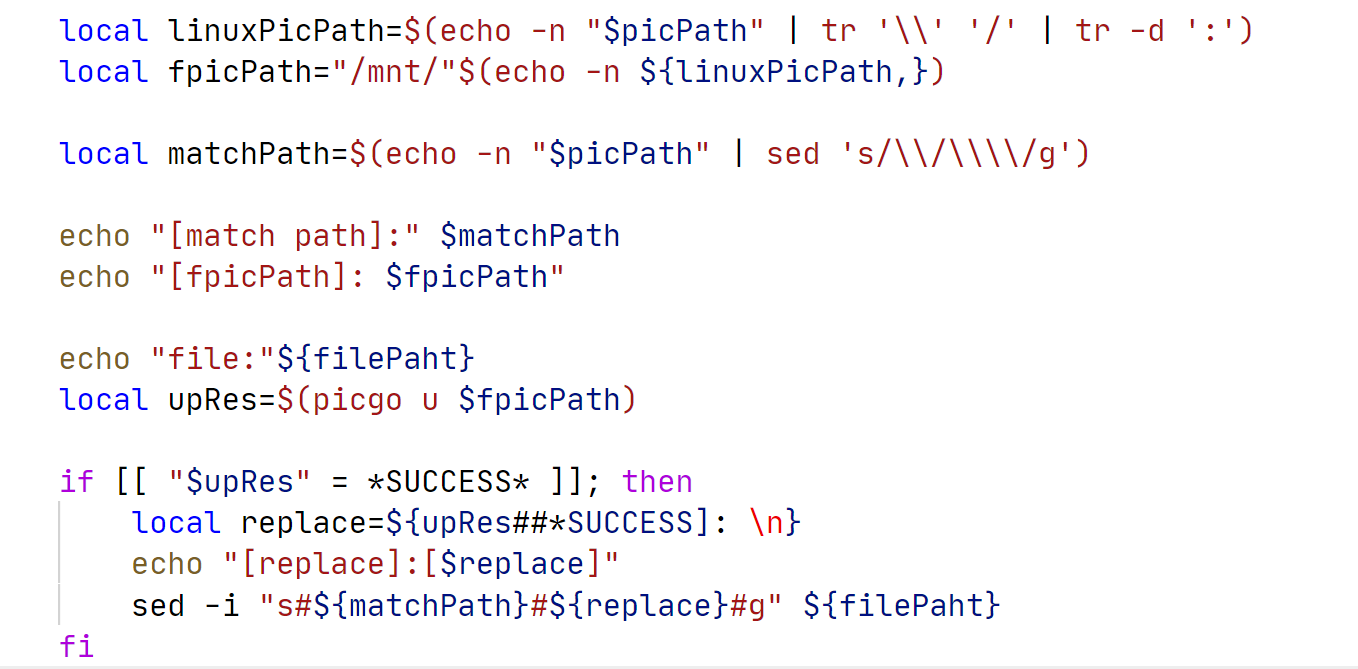 local linuxPicPath=$(echo -n "$picPath" | tr '\\' '/' | tr -d ':')
local fpicPath="/mnt/"$(echo -n ${linuxPicPath,})
local matchPath=$(echo -n "$picPath" | sed 's/\\/\\\\/g')
echo "[match path]:" $matchPath
echo "[fpicPath]: $fpicPath"
echo "file:"${filePaht}
local upRes=$(picgo u $fpicPath)
if [[ "$upRes" = *SUCCESS* ]]; then
local replace=${upRes##*SUCCESS]: \n}
echo "[replace]:[$replace]"
sed -i "s#${matchPath}#${replace}#g" ${filePaht}
fi